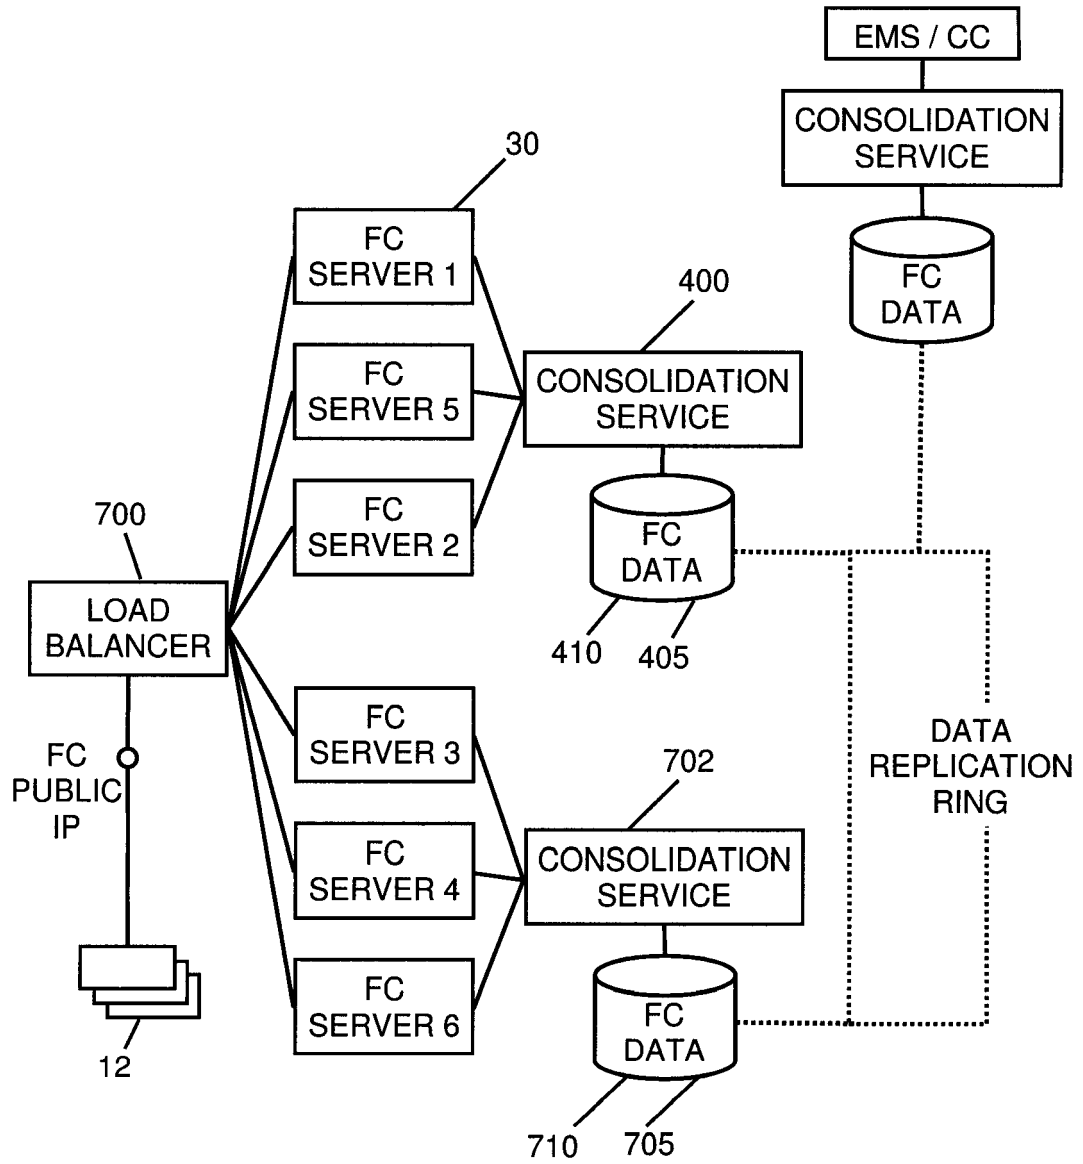 EMS / CC
CONSOLIDATION
SERVICE
FC
DATA
30
FC
SERVER 1
400
FC
SERVER 5
CONSOLIDATION
SERVICE
FC
SERVER 2
FC
DATA
410
405
700
LOAD
BALANCER
FC
PUBLIC
IP
12
FC
SERVER 3
702
FC
SERVER 4
CONSOLIDATION
SERVICE
FC
SERVER 6
FC
DATA
710
705
DATA
REPLICATION
RING